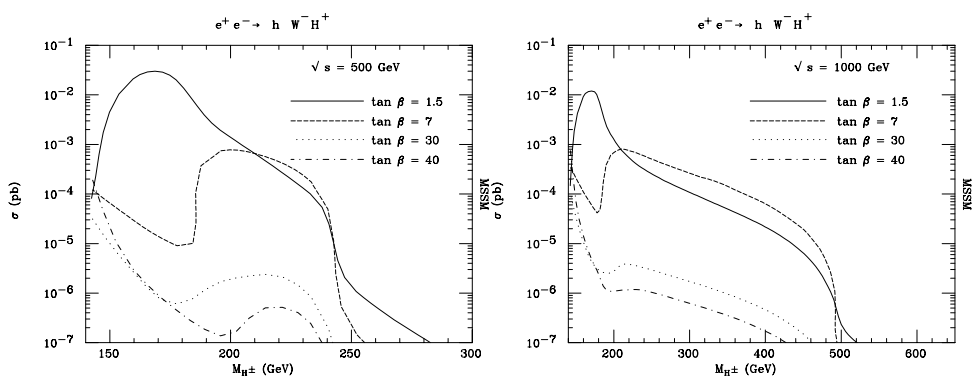 e⁺ e⁻ → h W⁻H⁺
√ s = 500 GeV
tan β = 1.5
tan β = 7
tan β = 30
tan β = 40
10⁻¹
10⁻²
10⁻³
10⁻⁴
10⁻⁵
10⁻⁶
10⁻⁷
σ (pb)
MSSM
150
200
250
300
M_H± (GeV)
e⁺ e⁻ → h W⁻H⁺
√ s = 1000 GeV
tan β = 1.5
tan β = 7
tan β = 30
tan β = 40
10⁻¹
10⁻²
10⁻³
10⁻⁴
10⁻⁵
10⁻⁶
10⁻⁷
σ (pb)
MSSM
200
300
400
500
600
M_H± (GeV)